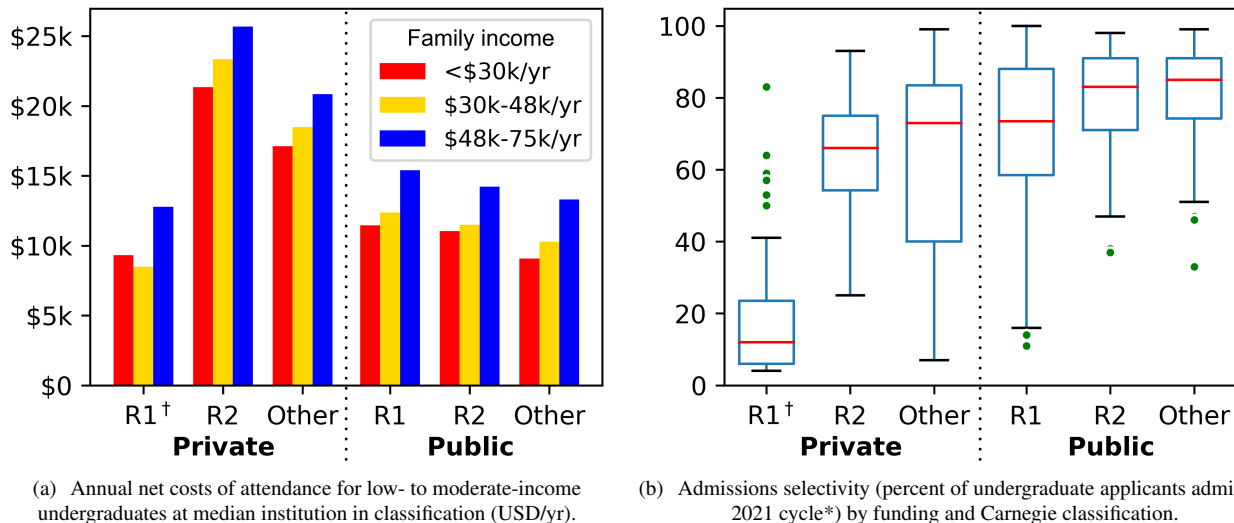 $25k
$20k
$15k
$10k
$5k
$0
Family income
<$30k/yr
$30k-48k/yr
$48k-75k/yr
R1† R2 Other R1 R2 Other
Private Public
(a) Annual net costs of attendance for low- to moderate-income
undergraduates at median institution in classification (USD/yr).
100
80
60
40
20
0
R1† R2 Other R1 R2 Other
Private Public
(b) Admissions selectivity (percent of undergraduate applicants admi
2021 cycle*) by funding and Carnegie classification.